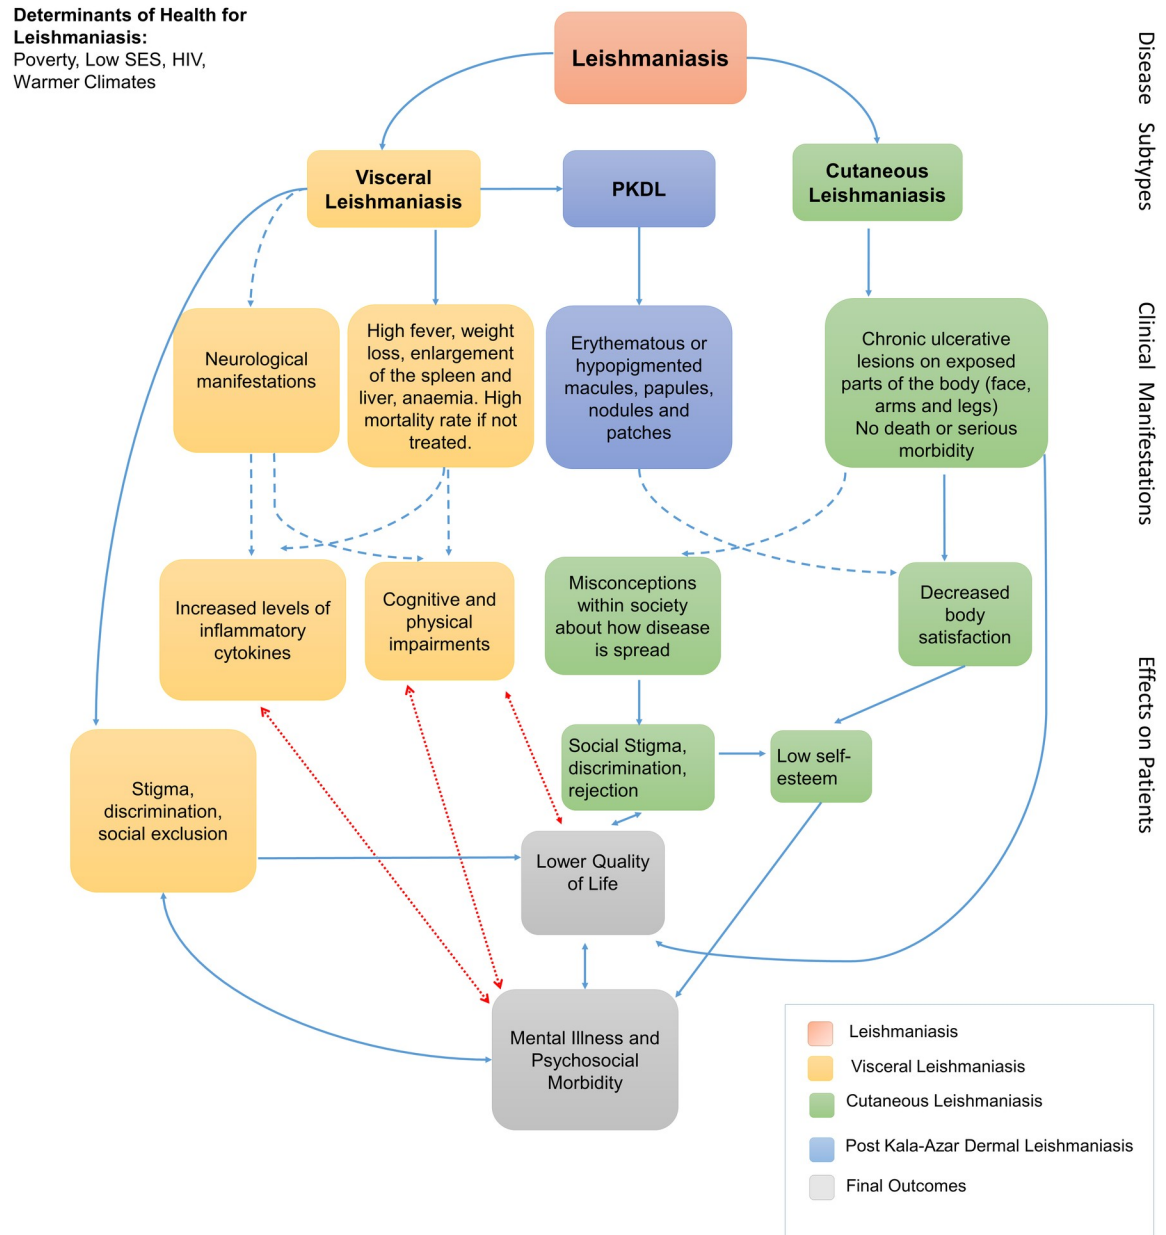 Determinants of Health for
Leishmaniasis:
Poverty, Low SES, HIV,
Warmer Climates
Leishmaniasis
Disease Subtypes
Visceral
Leishmaniasis
PKDL
Cutaneous
Leishmaniasis
Clinical Manifestations
Neurological
manifestations
High fever, weight
loss, enlargement
of the spleen and
liver, anaemia. High
mortality rate if not
treated.
Erythematous or
hypopigmented
macules, papules,
nodules and
patches
Chronic ulcerative
lesions on exposed
parts of the body (face,
arms and legs)
No death or serious
morbidity
Effects on Patients
Increased levels of
inflammatory
cytokines
Cognitive and
physical
impairments
Misconceptions
within society
about how disease
is spread
Decreased
body
satisfaction
Stigma,
discrimination,
social exclusion
Social Stigma,
discrimination,
rejection
Low self-
esteem
Lower Quality
of Life
Mental Illness and
Psychosocial
Morbidity
Leishmaniasis
Visceral Leishmaniasis
Cutaneous Leishmaniasis
Post Kala-Azar Dermal Leishmaniasis
Final Outcomes